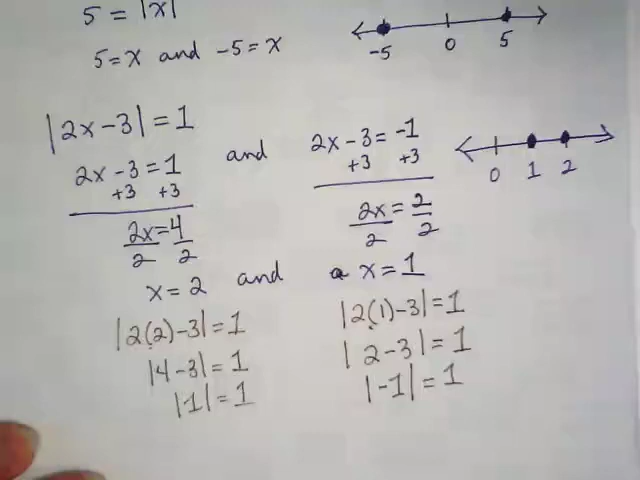 5 = |x|
5 = x and -5 = x
-5 0 5
|2x - 3| = 1
2x - 3 = 1 and 2x - 3 = -1
+3 +3 +3 +3
0 1 2
2x = 4 2x = 2
2 2 2 2
x = 2 and x = 1
|2(2) - 3| = 1 |2(1) - 3| = 1
|4 - 3| = 1 |2 - 3| = 1
|1| = 1 |-1| = 1